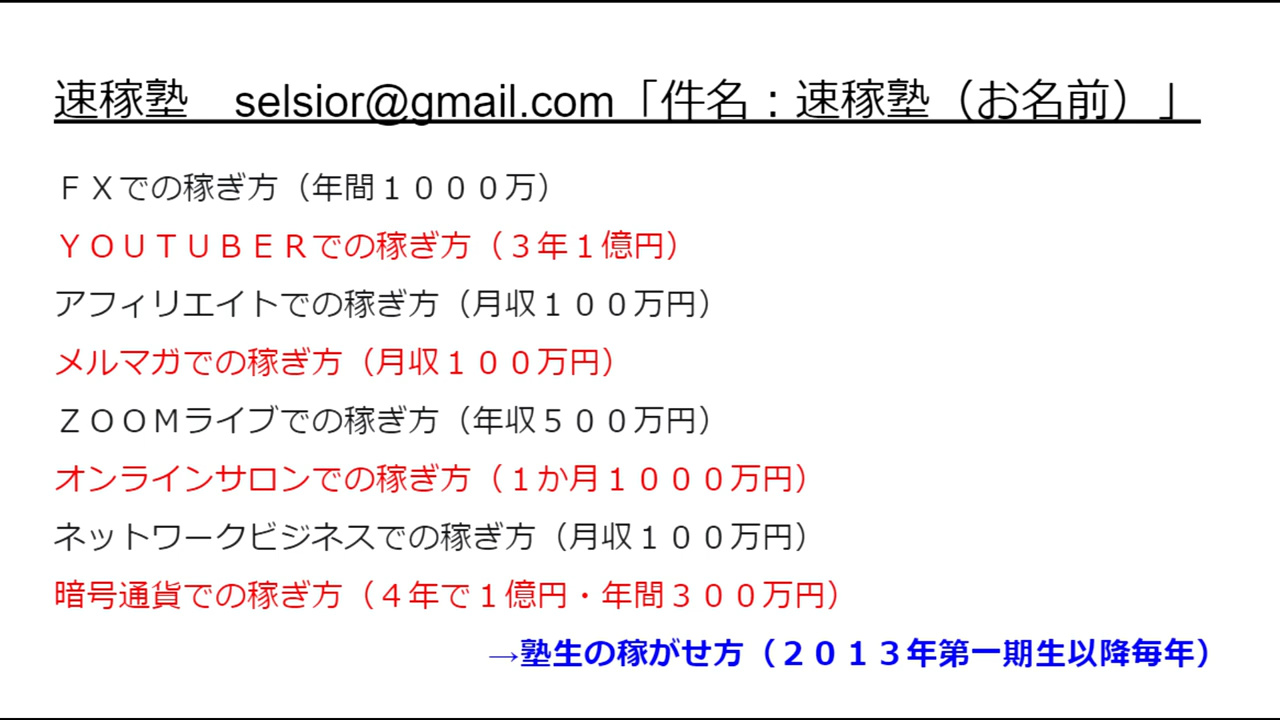 速稼塾　selsior@gmail.com「件名：速稼塾（お名前）」
ＦＸでの稼ぎ方（年間１０００万）
ＹＯＵＴＵＢＥＲでの稼ぎ方（３年１億円）
アフィリエイトでの稼ぎ方（月収１００万円）
メルマガでの稼ぎ方（月収１００万円）
ＺＯＯＭライブでの稼ぎ方（年収５００万円）
オンラインサロンでの稼ぎ方（１か月１０００万円）
ネットワークビジネスでの稼ぎ方（月収１００万円）
暗号通貨での稼ぎ方（４年で１億円・年間３００万円）
→塾生の稼がせ方（２０１３年第一期生以降毎年）